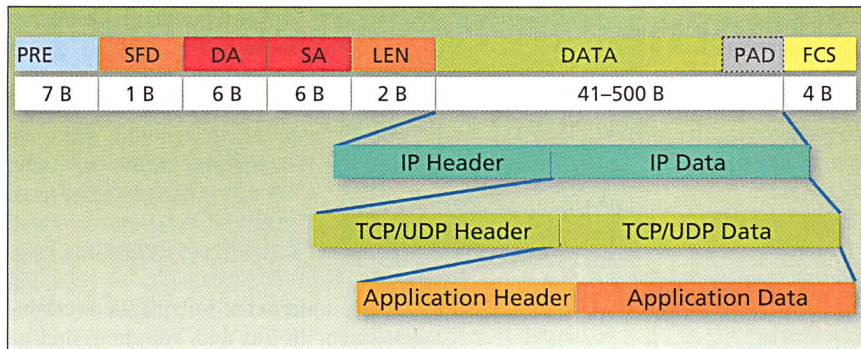 PRE SFD DA SA LEN DATA PAD FCS
7 B 1 B 6 B 6 B 2 B 41–500 B 4 B
IP Header IP Data
TCP/UDP Header TCP/UDP Data
Application Header Application Data